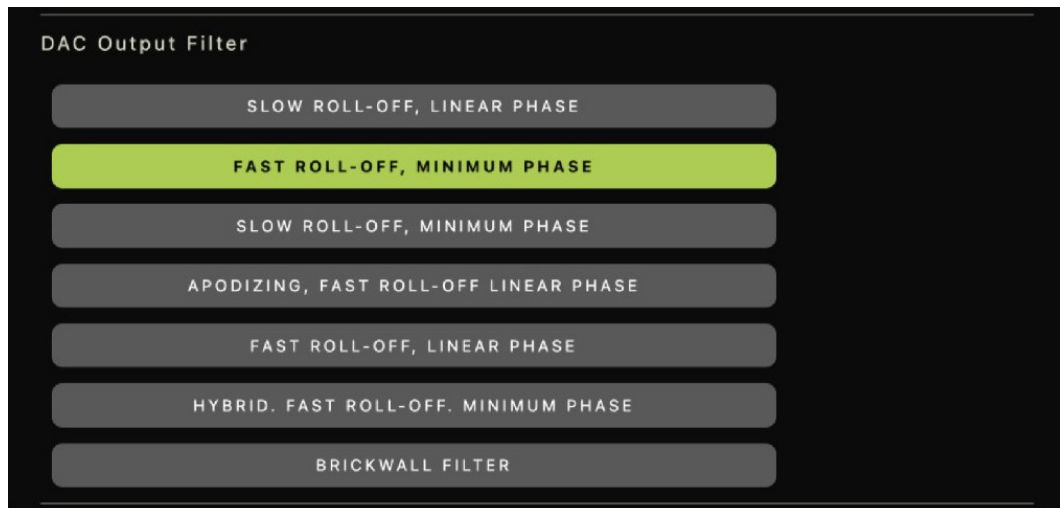 DAC Output Filter
SLOW ROLL-OFF, LINEAR PHASE
FAST ROLL-OFF, MINIMUM PHASE
SLOW ROLL-OFF, MINIMUM PHASE
APODIZING, FAST ROLL-OFF LINEAR PHASE
FAST ROLL-OFF, LINEAR PHASE
HYBRID. FAST ROLL-OFF. MINIMUM PHASE
BRICKWALL FILTER